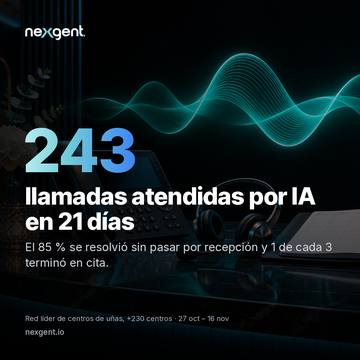 nexgent.
243
llamadas atendidas por IA
en 21 días
El 85 % se resolvió sin pasar por recepción y 1 de cada 3
terminó en cita.
Red líder de centros de uñas, +230 centros · 27 oct – 16 nov
nexgent.io